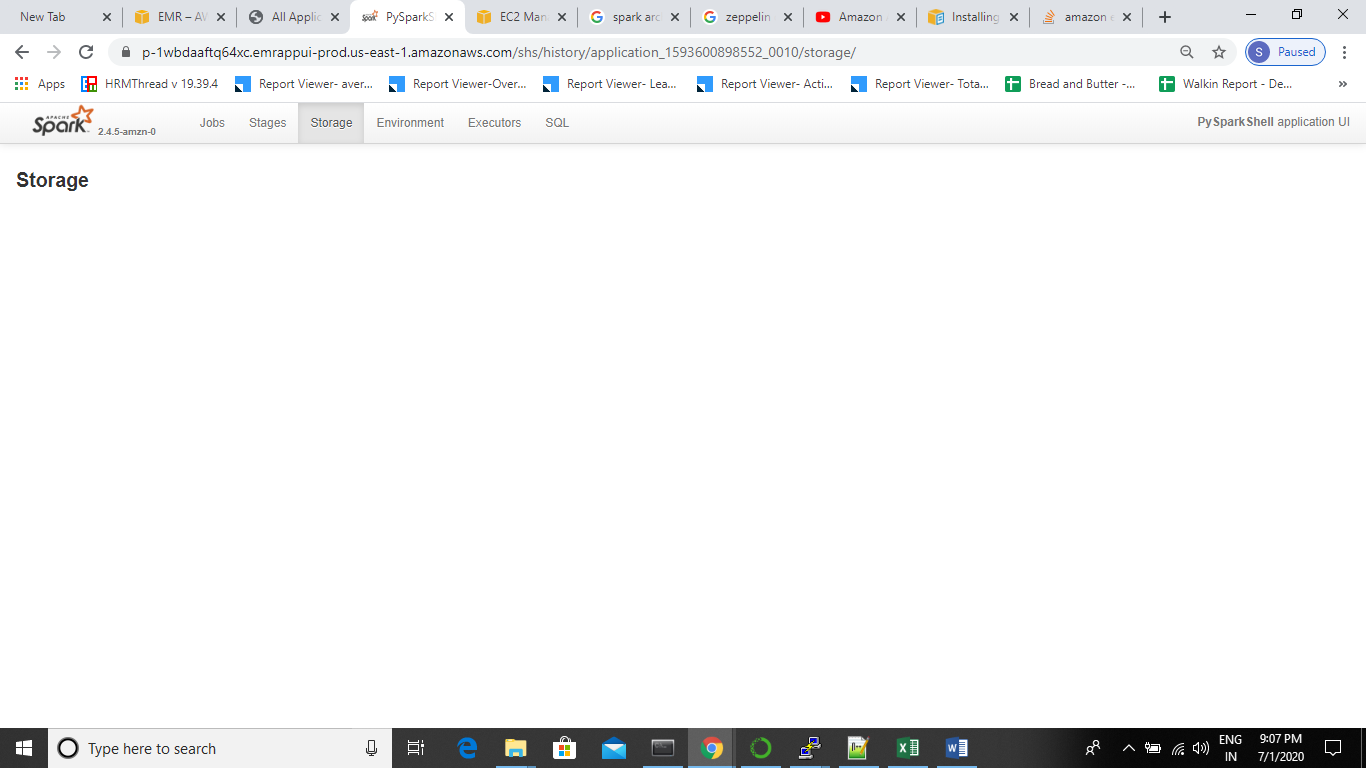 New Tab
EMR – AV
All Applic
PySparkS
EC2 Man
spark arc
zeppelin
Amazon
Installing
amazon e
p-1wbdaaftq64xc.emrappui-prod.us-east-1.amazonaws.com/shs/history/application_1593600898552_0010/storage/
S Paused
Apps
HRMThread v 19.39.4
Report Viewer- aver...
Report Viewer-Over...
Report Viewer- Lea...
Report Viewer- Acti...
Report Viewer- Tota...
Bread and Butter -...
Walkin Report - De...
»
APACHE
Spark
2.4.5-amzn-0
Jobs
Stages
Storage
Environment
Executors
SQL
PySparkShell application UI
Storage
Type here to search
ENG
IN
9:07 PM
7/1/2020